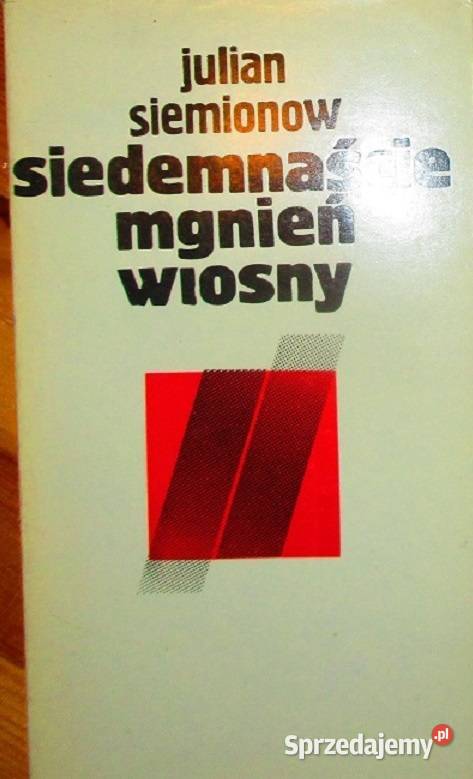 julian
siemionow
siedemnaście
mgnień
wiosny
Sprzedajemy.pl